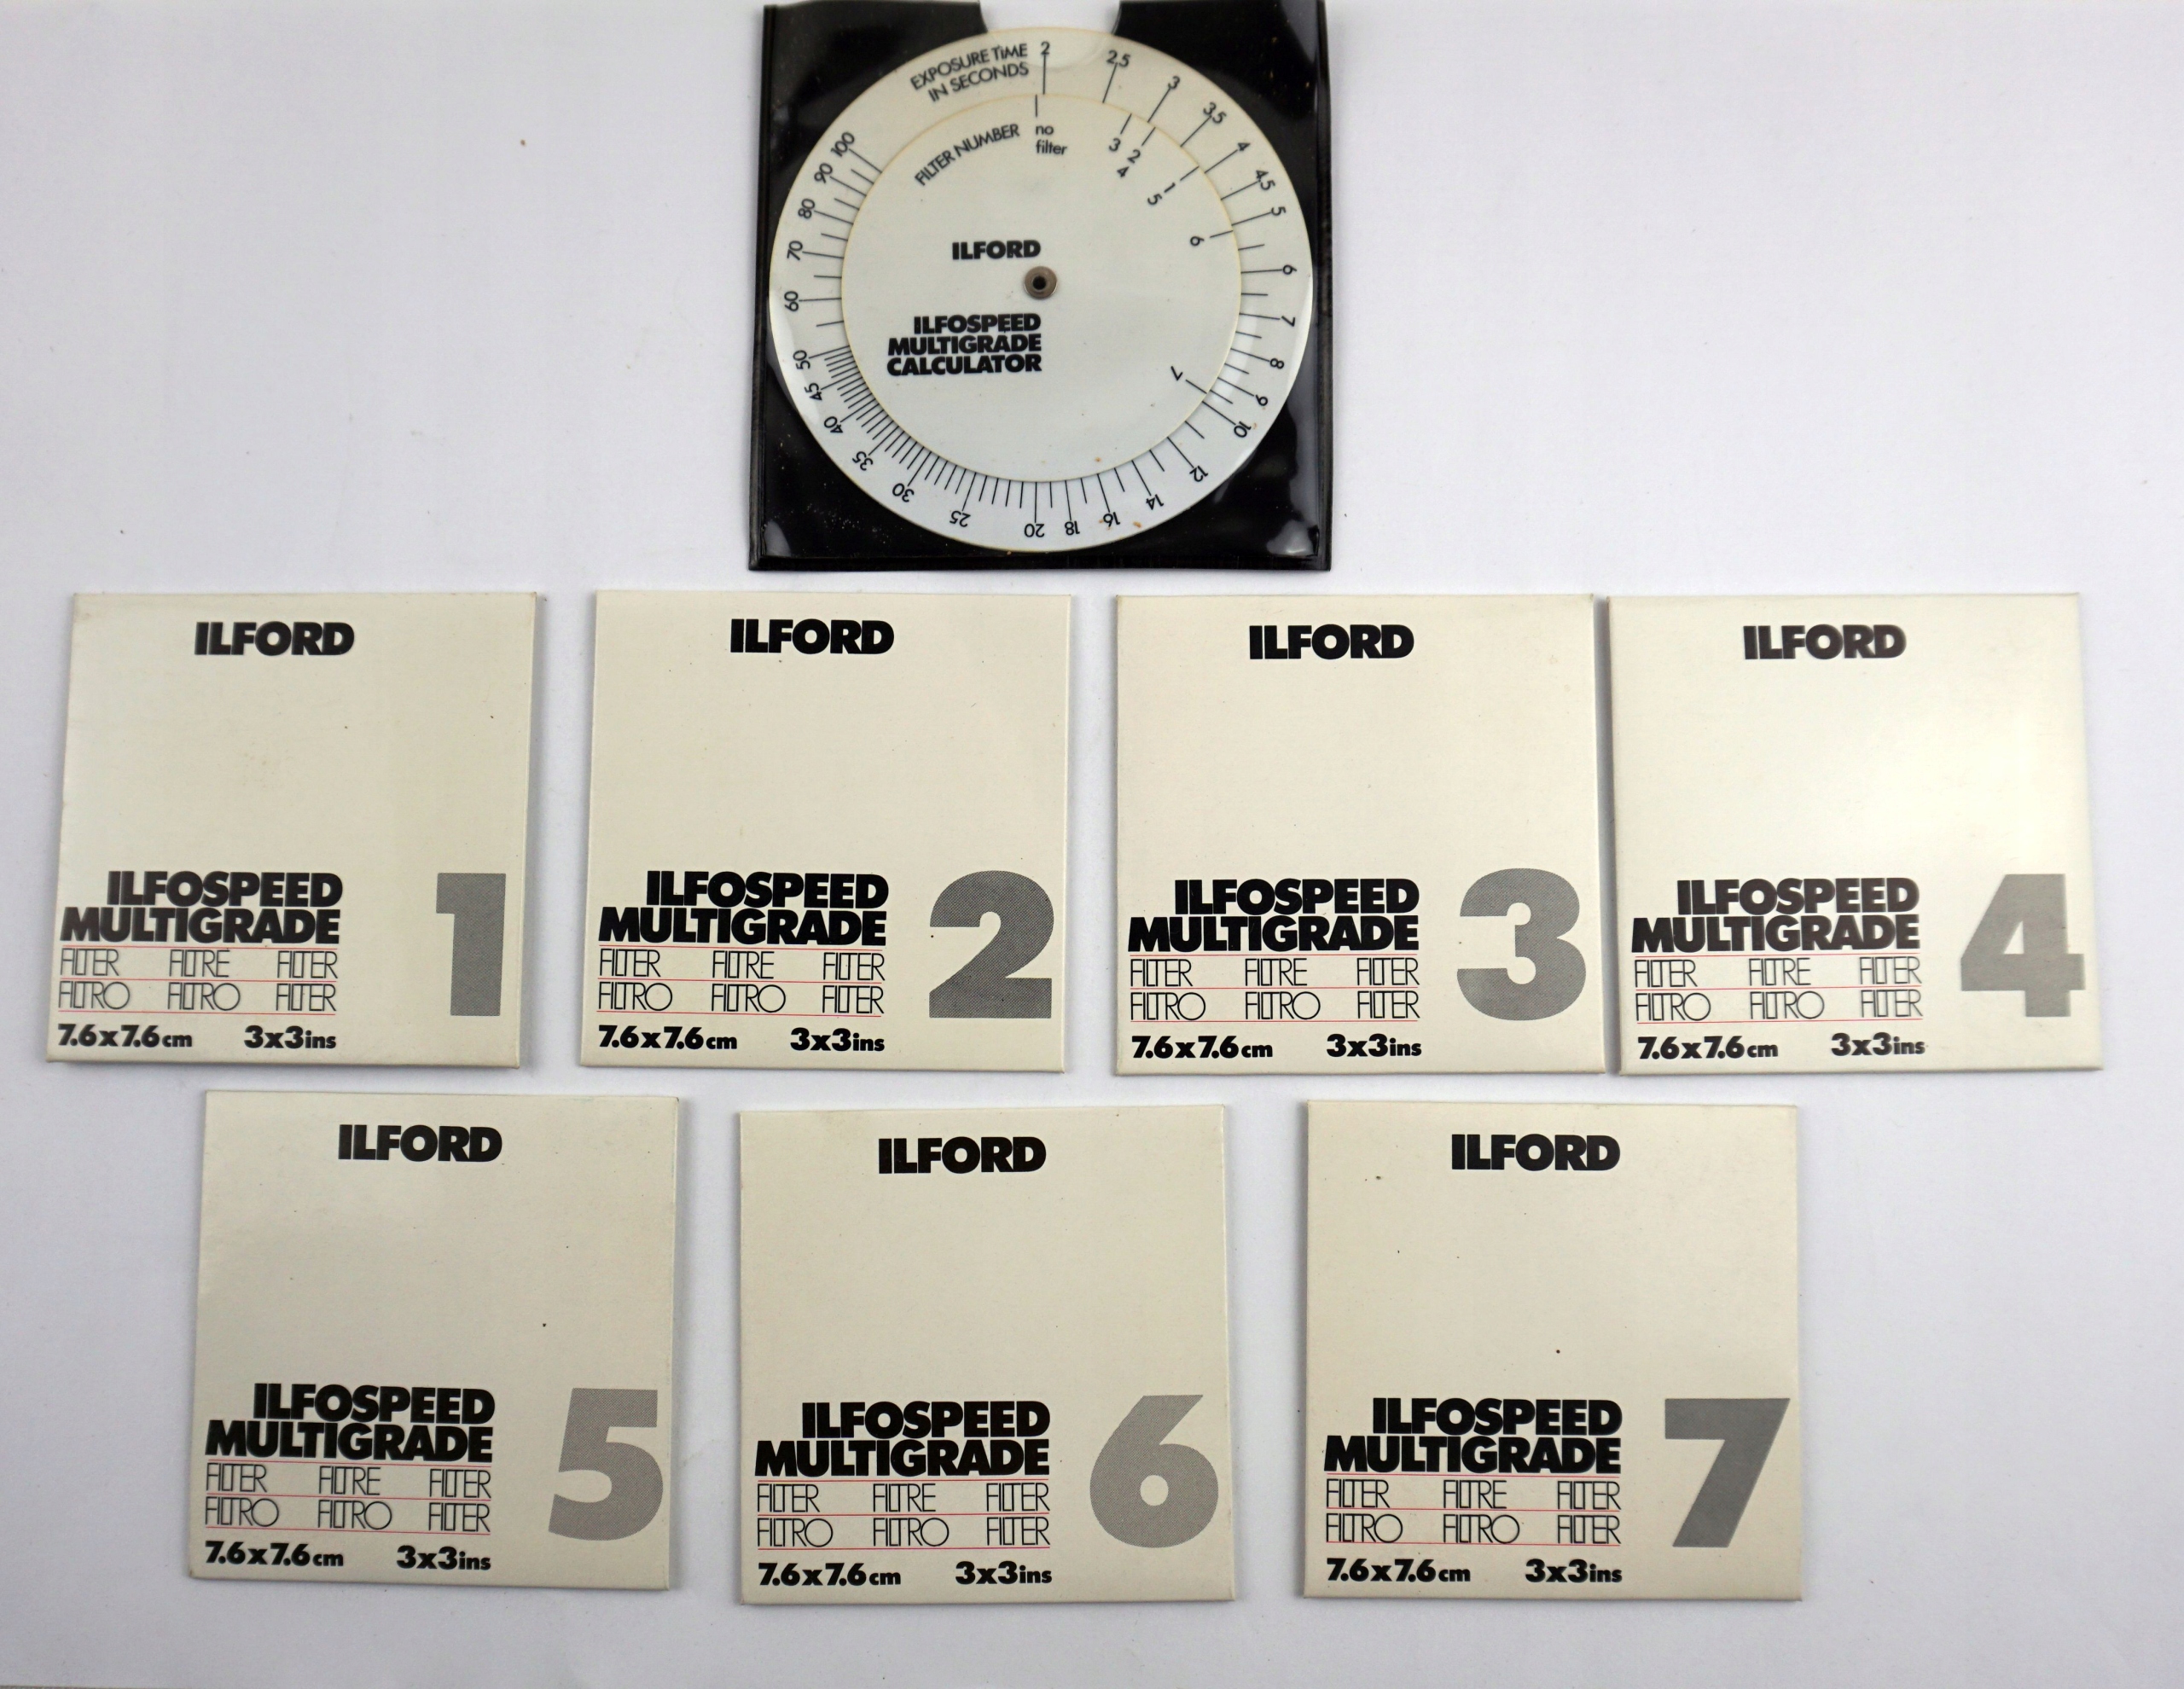 EXPOSURE TIME
IN SECONDS
2
2.5
3
3.5
4
4.5
5
6
7
8
9
10
12
14
16
18
20
25
30
35
40
45
50
60
70
80
90
100
FILTER NUMBER
no
filter
3
2
4
1
5
6
7
ILFORD
ILFOSPEED
MULTIGRADE
CALCULATOR
ILFORD
ILFOSPEED
MULTIGRADE
FILTER FILTRE FILTER
FILTRO FILTRO FILTER
7.6x7.6cm 3x3ins
1
ILFORD
ILFOSPEED
MULTIGRADE
FILTER FILTRE FILTER
FILTRO FILTRO FILTER
7.6x7.6cm 3x3ins
2
ILFORD
ILFOSPEED
MULTIGRADE
FILTER FILTRE FILTER
FILTRO FILTRO FILTER
7.6x7.6cm 3x3ins
3
ILFORD
ILFOSPEED
MULTIGRADE
FILTER FILTRE FILTER
FILTRO FILTRO FILTER
7.6x7.6cm 3x3ins
4
ILFORD
ILFOSPEED
MULTIGRADE
FILTER FILTRE FILTER
FILTRO FILTRO FILTER
7.6x7.6cm 3x3ins
5
ILFORD
ILFOSPEED
MULTIGRADE
FILTER FILTRE FILTER
FILTRO FILTRO FILTER
7.6x7.6cm 3x3ins
6
ILFORD
ILFOSPEED
MULTIGRADE
FILTER FILTRE FILTER
FILTRO FILTRO FILTER
7.6x7.6cm 3x3ins
7